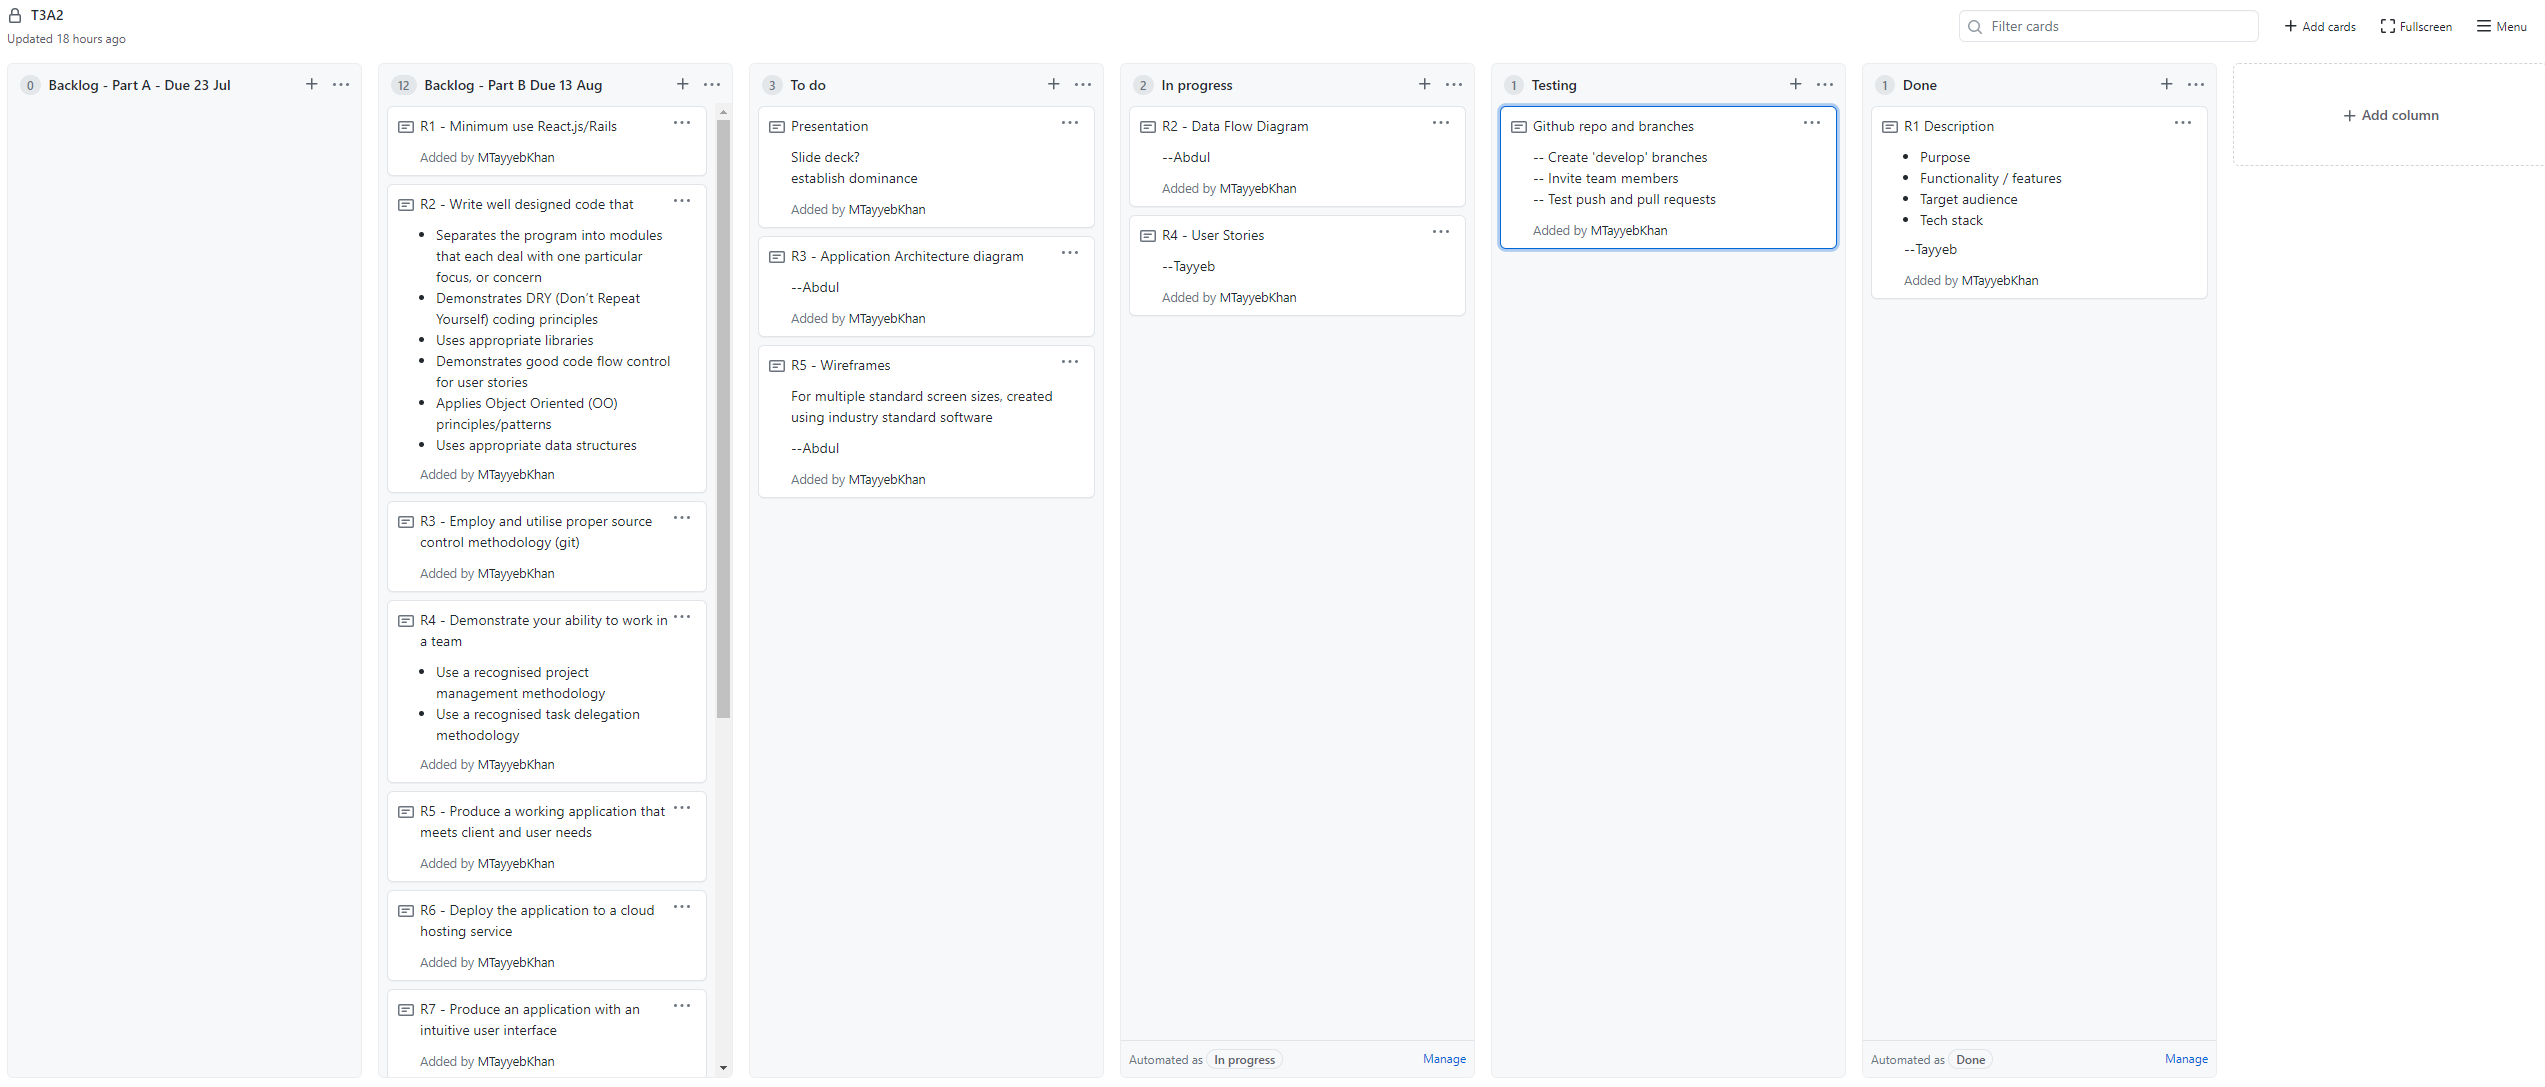 T3A2
Updated 18 hours ago
Filter cards
Add cards
Fullscreen
Menu
0 Backlog - Part A - Due 23 Jul
12 Backlog - Part B Due 13 Aug
R1 - Minimum use React.js/Rails
Added by MTayyebKhan
R2 - Write well designed code that
Separates the program into modules
that each deal with one particular
focus, or concern
Demonstrates DRY (Don't Repeat
Yourself) coding principles
Uses appropriate libraries
Demonstrates good code flow control
for user stories
Applies Object Oriented (OO)
principles/patterns
Uses appropriate data structures
Added by MTayyebKhan
R3 - Employ and utilise proper source
control methodology (git)
Added by MTayyebKhan
R4 - Demonstrate your ability to work in
a team
Use a recognised project
management methodology
Use a recognised task delegation
methodology
Added by MTayyebKhan
R5 - Produce a working application that
meets client and user needs
Added by MTayyebKhan
R6 - Deploy the application to a cloud
hosting service
Added by MTayyebKhan
R7 - Produce an application with an
intuitive user interface
Added by MTayyebKhan
3 To do
Presentation
Slide deck?
establish dominance
Added by MTayyebKhan
R3 - Application Architecture diagram
--Abdul
Added by MTayyebKhan
R5 - Wireframes
For multiple standard screen sizes, created
using industry standard software
--Abdul
Added by MTayyebKhan
2 In progress
R2 - Data Flow Diagram
--Abdul
Added by MTayyebKhan
R4 - User Stories
--Tayyeb
Added by MTayyebKhan
Automated as In progress
Manage
1 Testing
Github repo and branches
-- Create 'develop' branches
-- Invite team members
-- Test push and pull requests
Added by MTayyebKhan
1 Done
R1 Description
Purpose
Functionality / features
Target audience
Tech stack
--Tayyeb
Added by MTayyebKhan
Automated as Done
Manage
Add column